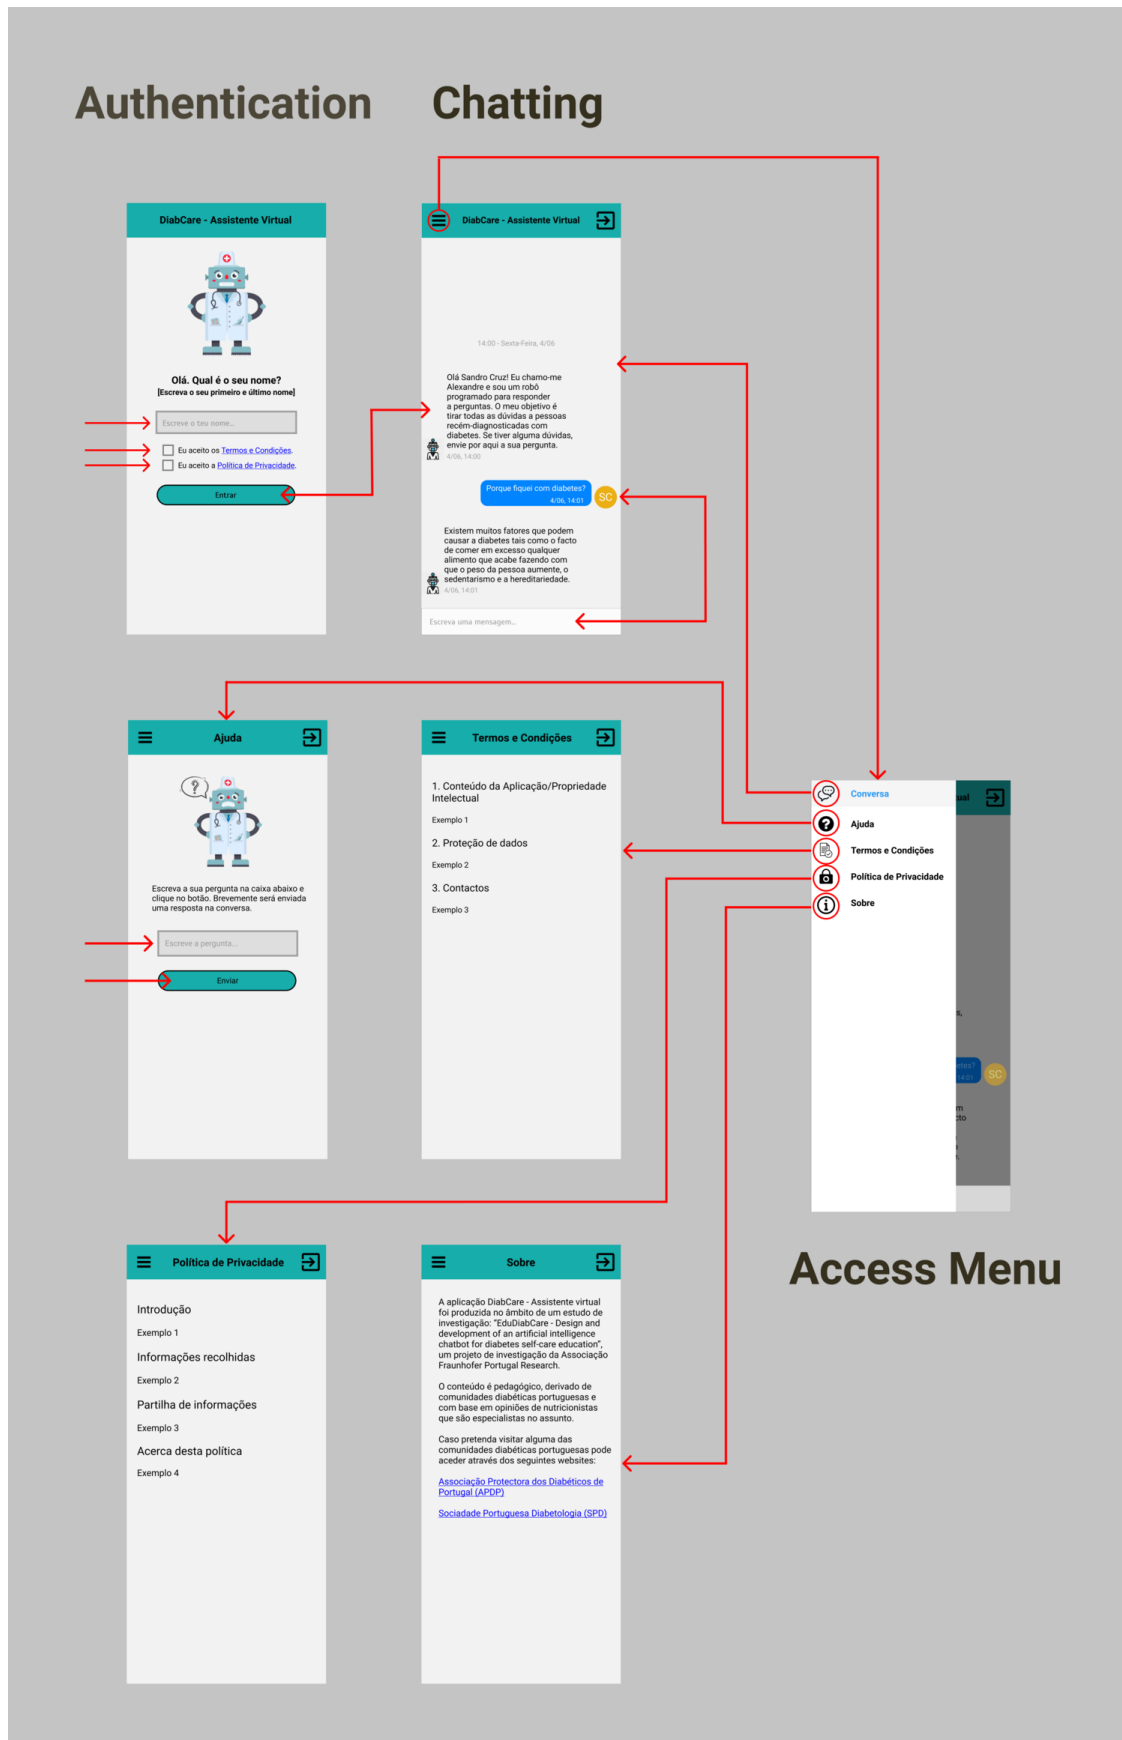 Authentication
Chatting
DiabCare - Assistente Virtual
Olá. Qual é o seu nome?
[Escreva o seu primeiro e último nome]
Escreve o teu nome...
Eu aceito os Termos e Condições.
Eu aceito a Política de Privacidade.
Entrar
DiabCare - Assistente Virtual
14:00 - Sexta-Feira, 4/06
Olá Sandro Cruz! Eu chamo-me
Alexandre e sou um robô
programado para responder
a perguntas. O meu objetivo é
tirar todas as dúvidas a pessoas
recém-diagnosticadas com
diabetes. Se tiver alguma dúvidas,
envie por aqui a sua pergunta.
4/06, 14:00
Porque fiquei com diabetes?
4/06, 14:01
SC
Existem muitos fatores que podem
causar a diabetes tais como o facto
de comer em excesso qualquer
alimento que acabe fazendo com
que o peso da pessoa aumente, o
sedentarismo e a hereditariedade.
4/06, 14:01
Escreva uma mensagem...
Ajuda
?
Escreva a sua pergunta na caixa abaixo e
clique no botão. Brevemente será enviada
uma resposta na conversa.
Escreve a pergunta...
Enviar
Termos e Condições
1. Conteúdo da Aplicação/Propriedade
Intelectual
Exemplo 1
2. Proteção de dados
Exemplo 2
3. Contactos
Exemplo 3
Conversa
Ajuda
Termos e Condições
Política de Privacidade
Sobre
ual
s,
etes?
14:01
SC
m
cto
e.
Access Menu
Política de Privacidade
Introdução
Exemplo 1
Informações recolhidas
Exemplo 2
Partilha de informações
Exemplo 3
Acerca desta política
Exemplo 4
Sobre
A aplicação DiabCare - Assistente virtual
foi produzida no âmbito de um estudo de
investigação: "EduDiabCare - Design and
development of an artificial intelligence
chatbot for diabetes self-care education",
um projeto de investigação da Associação
Fraunhofer Portugal Research.
O conteúdo é pedagógico, derivado de
comunidades diabéticas portuguesas e
com base em opiniões de nutricionistas
que são especialistas no assunto.
Caso pretenda visitar alguma das
comunidades diabéticas portuguesas pode
aceder através dos seguintes websites:
Associação Protectora dos Diabéticos de
Portugal (APDP)
Sociadade Portuguesa Diabetologia (SPD)